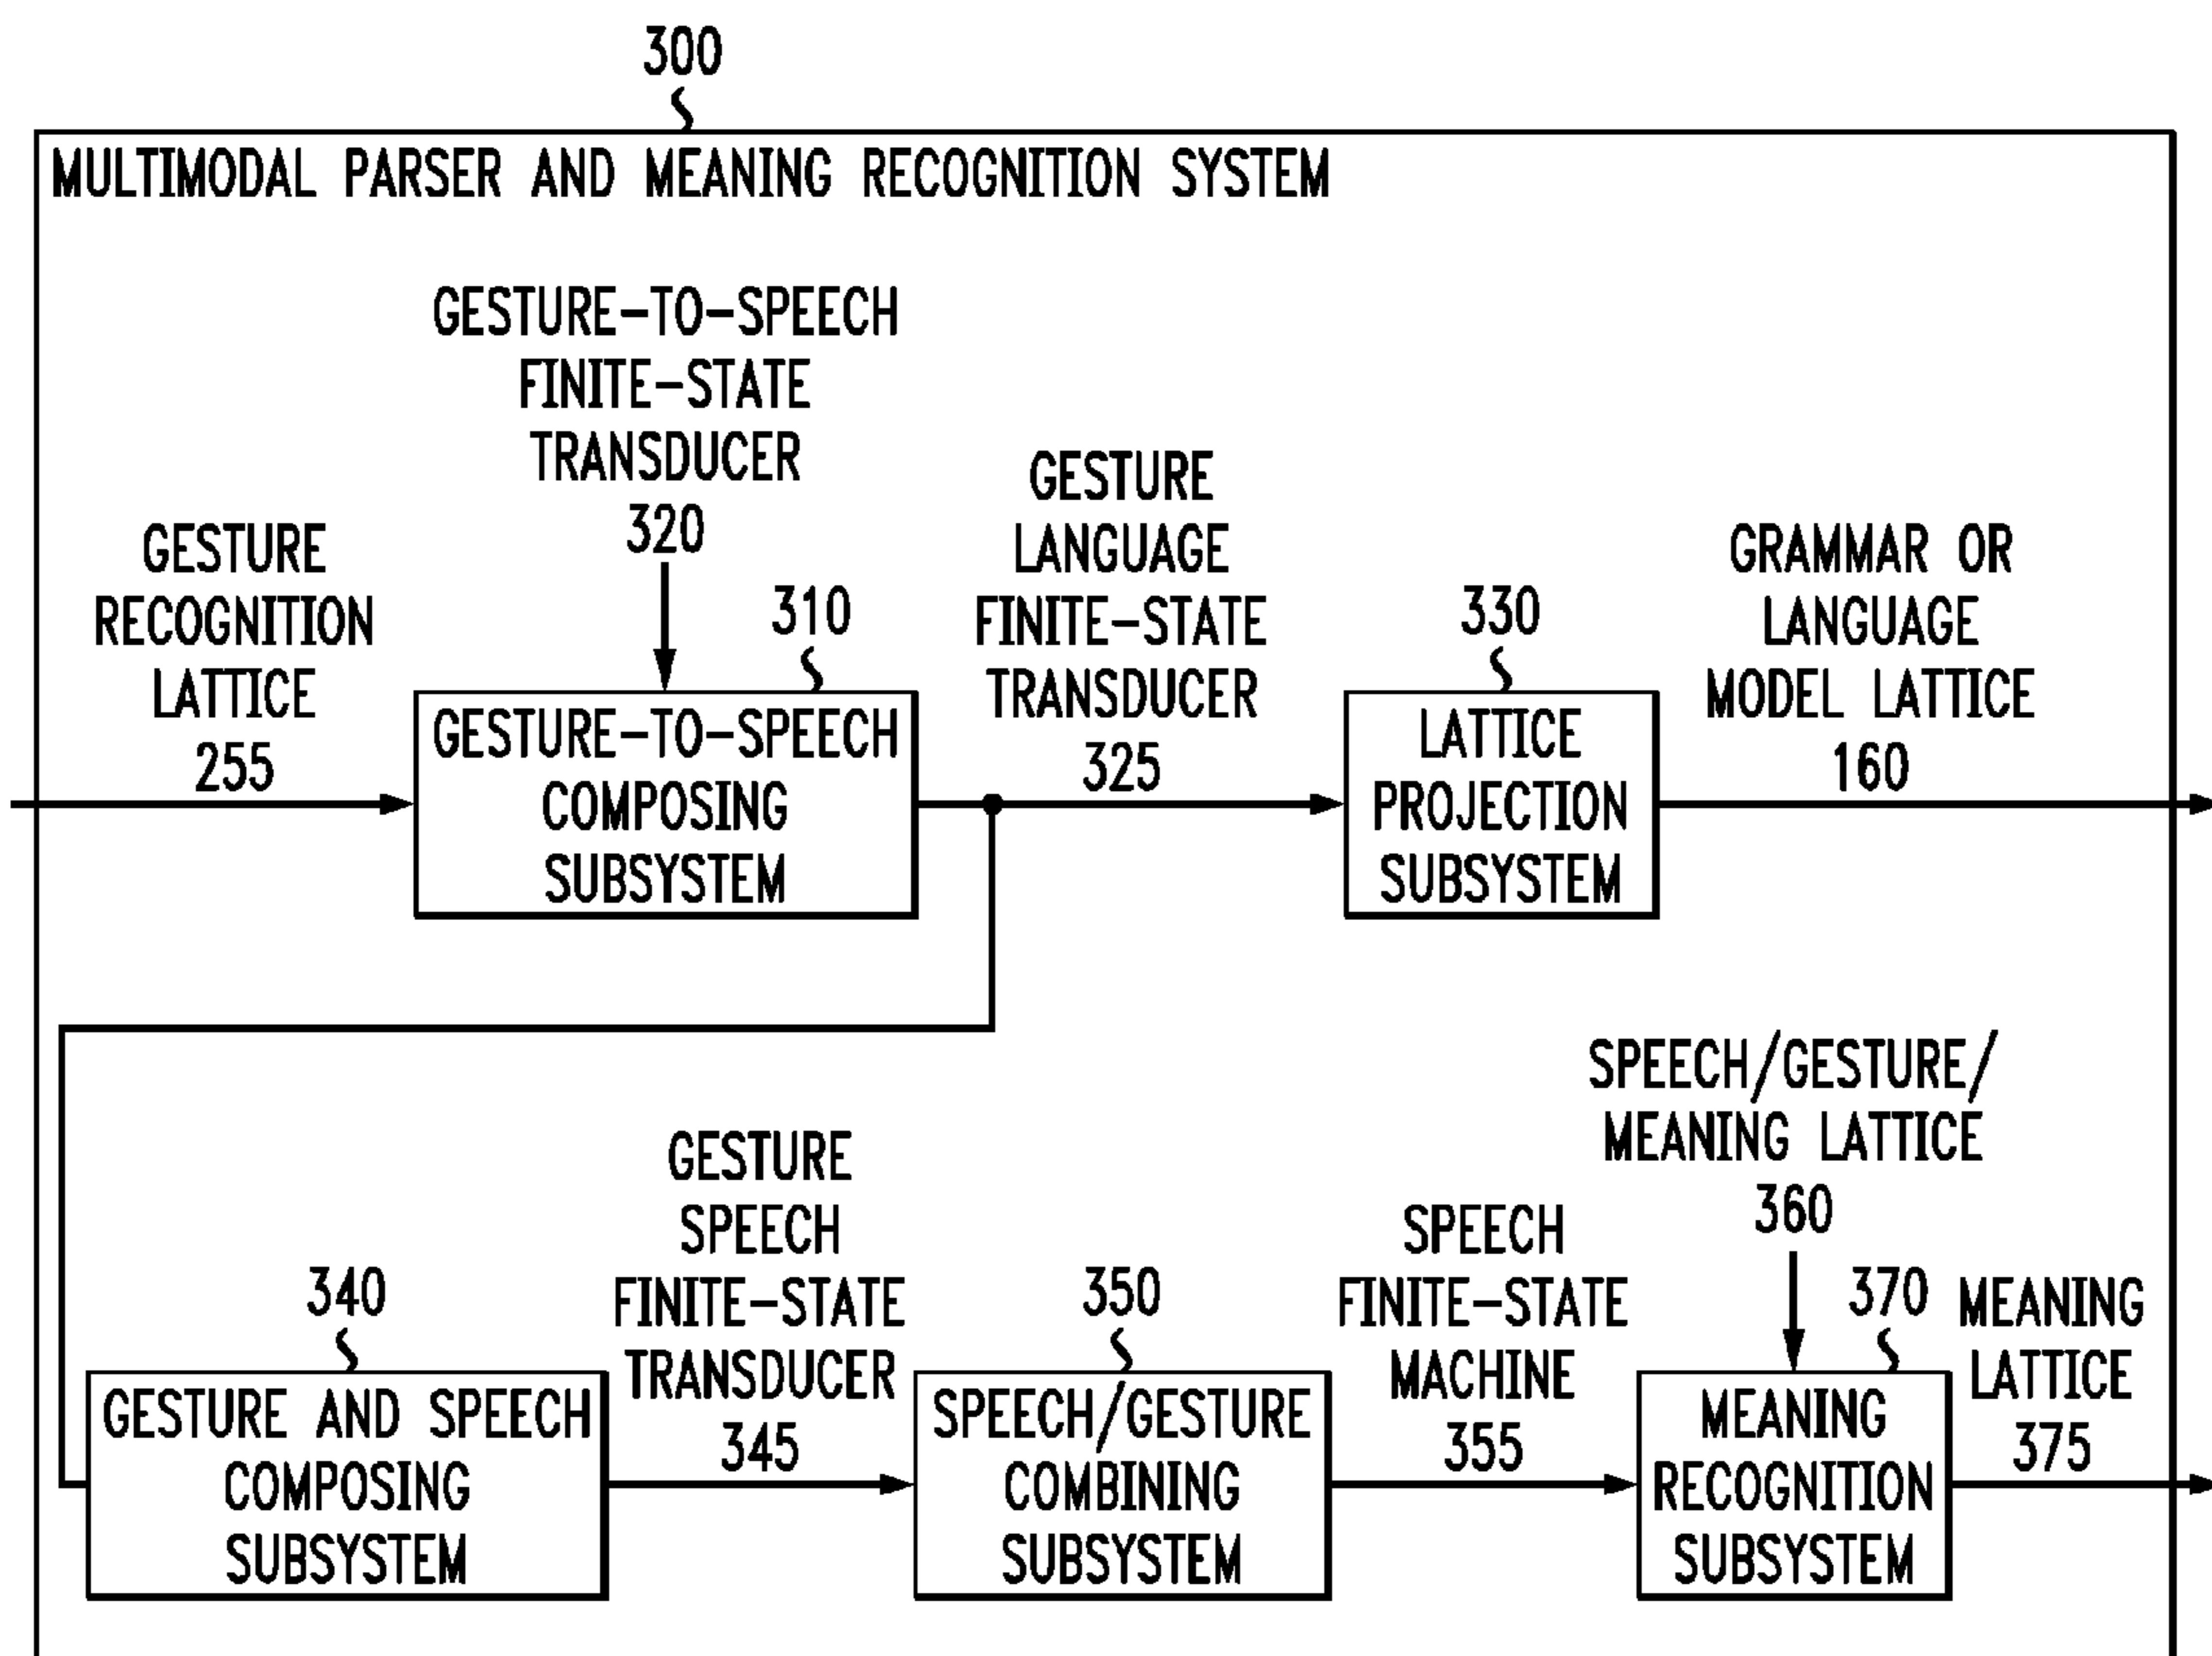 300
MULTIMODAL PARSER AND MEANING RECOGNITION SYSTEM
GESTURE-TO-SPEECH
FINITE-STATE
TRANSDUCER
320
GESTURE
RECOGNITION
LATTICE
255
310
GESTURE-TO-SPEECH
COMPOSING
SUBSYSTEM
GESTURE
LANGUAGE
FINITE-STATE
TRANSDUCER
325
330
LATTICE
PROJECTION
SUBSYSTEM
GRAMMAR OR
LANGUAGE
MODEL LATTICE
160
340
GESTURE AND SPEECH
COMPOSING
SUBSYSTEM
GESTURE
SPEECH
FINITE-STATE
TRANSDUCER
345
350
SPEECH/GESTURE
COMBINING
SUBSYSTEM
SPEECH
FINITE-STATE
MACHINE
355
SPEECH/GESTURE/
MEANING LATTICE
360
370
MEANING
RECOGNITION
SUBSYSTEM
MEANING
LATTICE
375